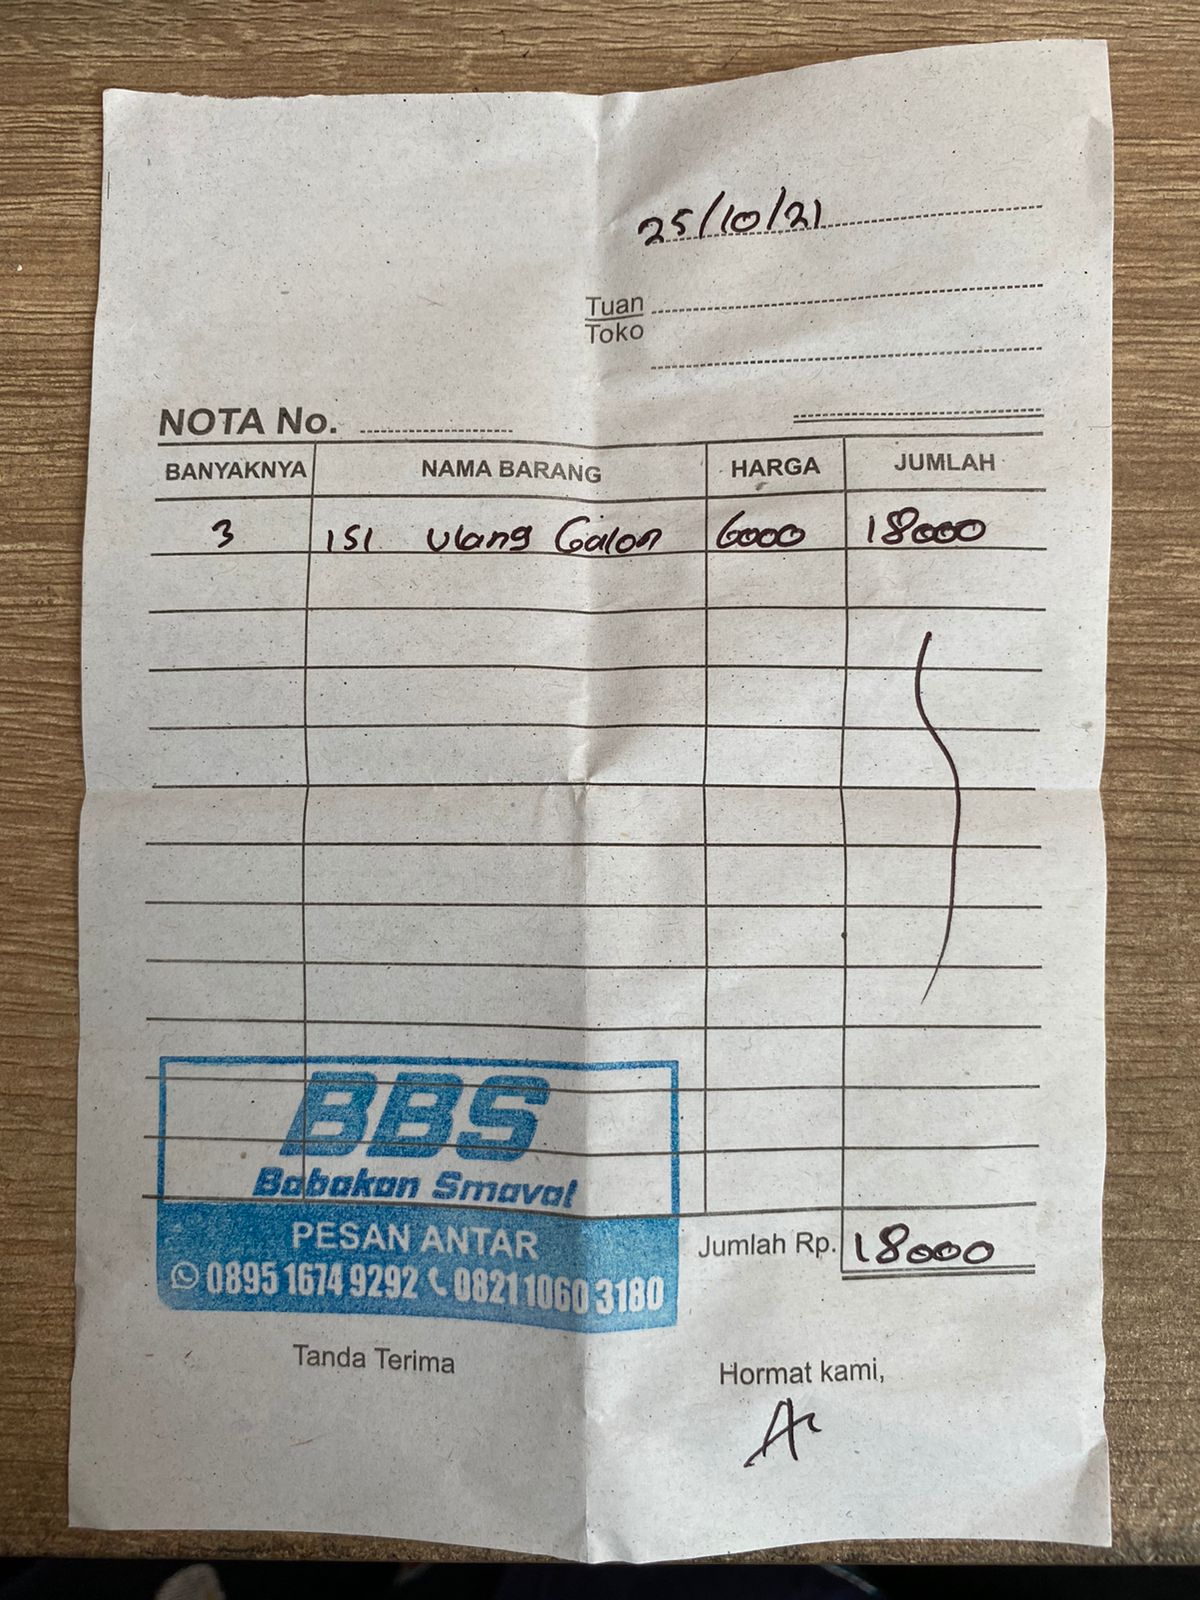 25/10/21
Tuan
Toko
NOTA No.
BANYAKNYA NAMA BARANG HARGA JUMLAH
3 ISI Ulang Galon 6000 18000
BBS
Babakan Smaval
PESAN ANTAR
0895 1674 9292 0821 1060 3180
Jumlah Rp. 18000
Tanda Terima
Hormat kami,